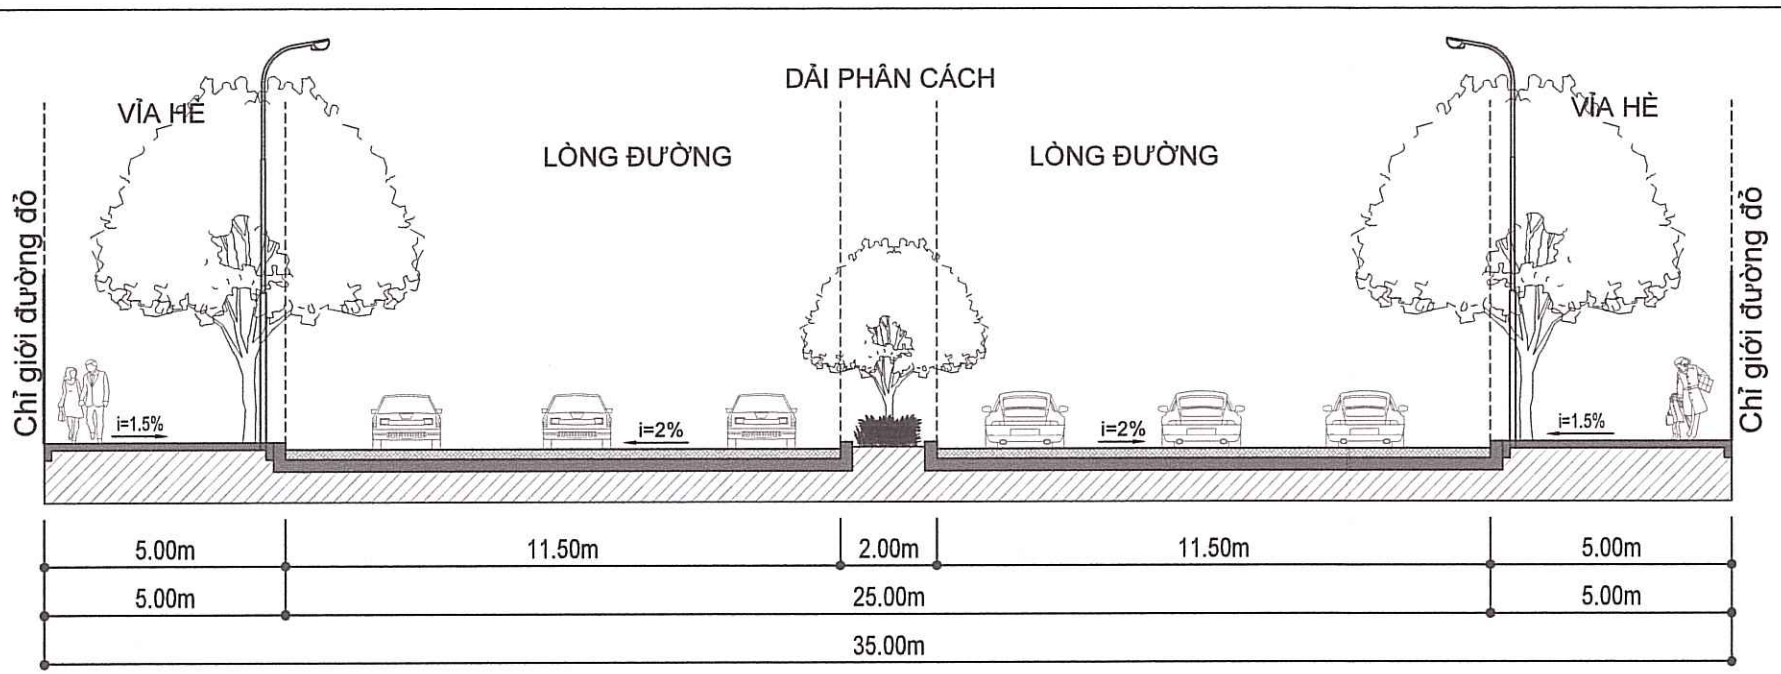 DẢI PHÂN CÁCH
VỈA HÈ
VỈA HÈ
LÒNG ĐƯỜNG
LÒNG ĐƯỜNG
Chỉ giới đường đỏ
Chỉ giới đường đỏ
i=1.5%
i=2%
i=2%
i=1.5%
5.00m
11.50m
2.00m
11.50m
5.00m
5.00m
25.00m
5.00m
35.00m